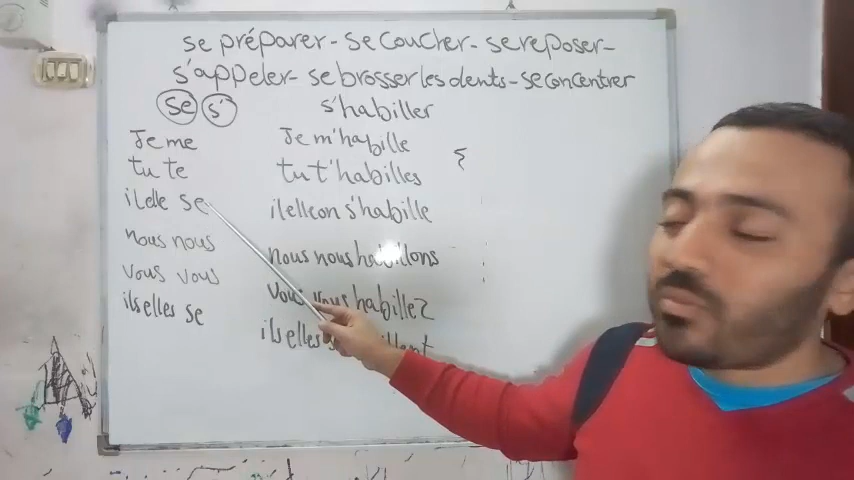 se préparer - se coucher - se reposer -
s'appeler - se brosser les dents - se concentrer
se s' s'habiller
Je me Je m'habille
tu te tu t'habilles
il elle se il elle on s'habille
nous nous nous nous habillons
vous vous vous vous habillez
ils elles se ils elles